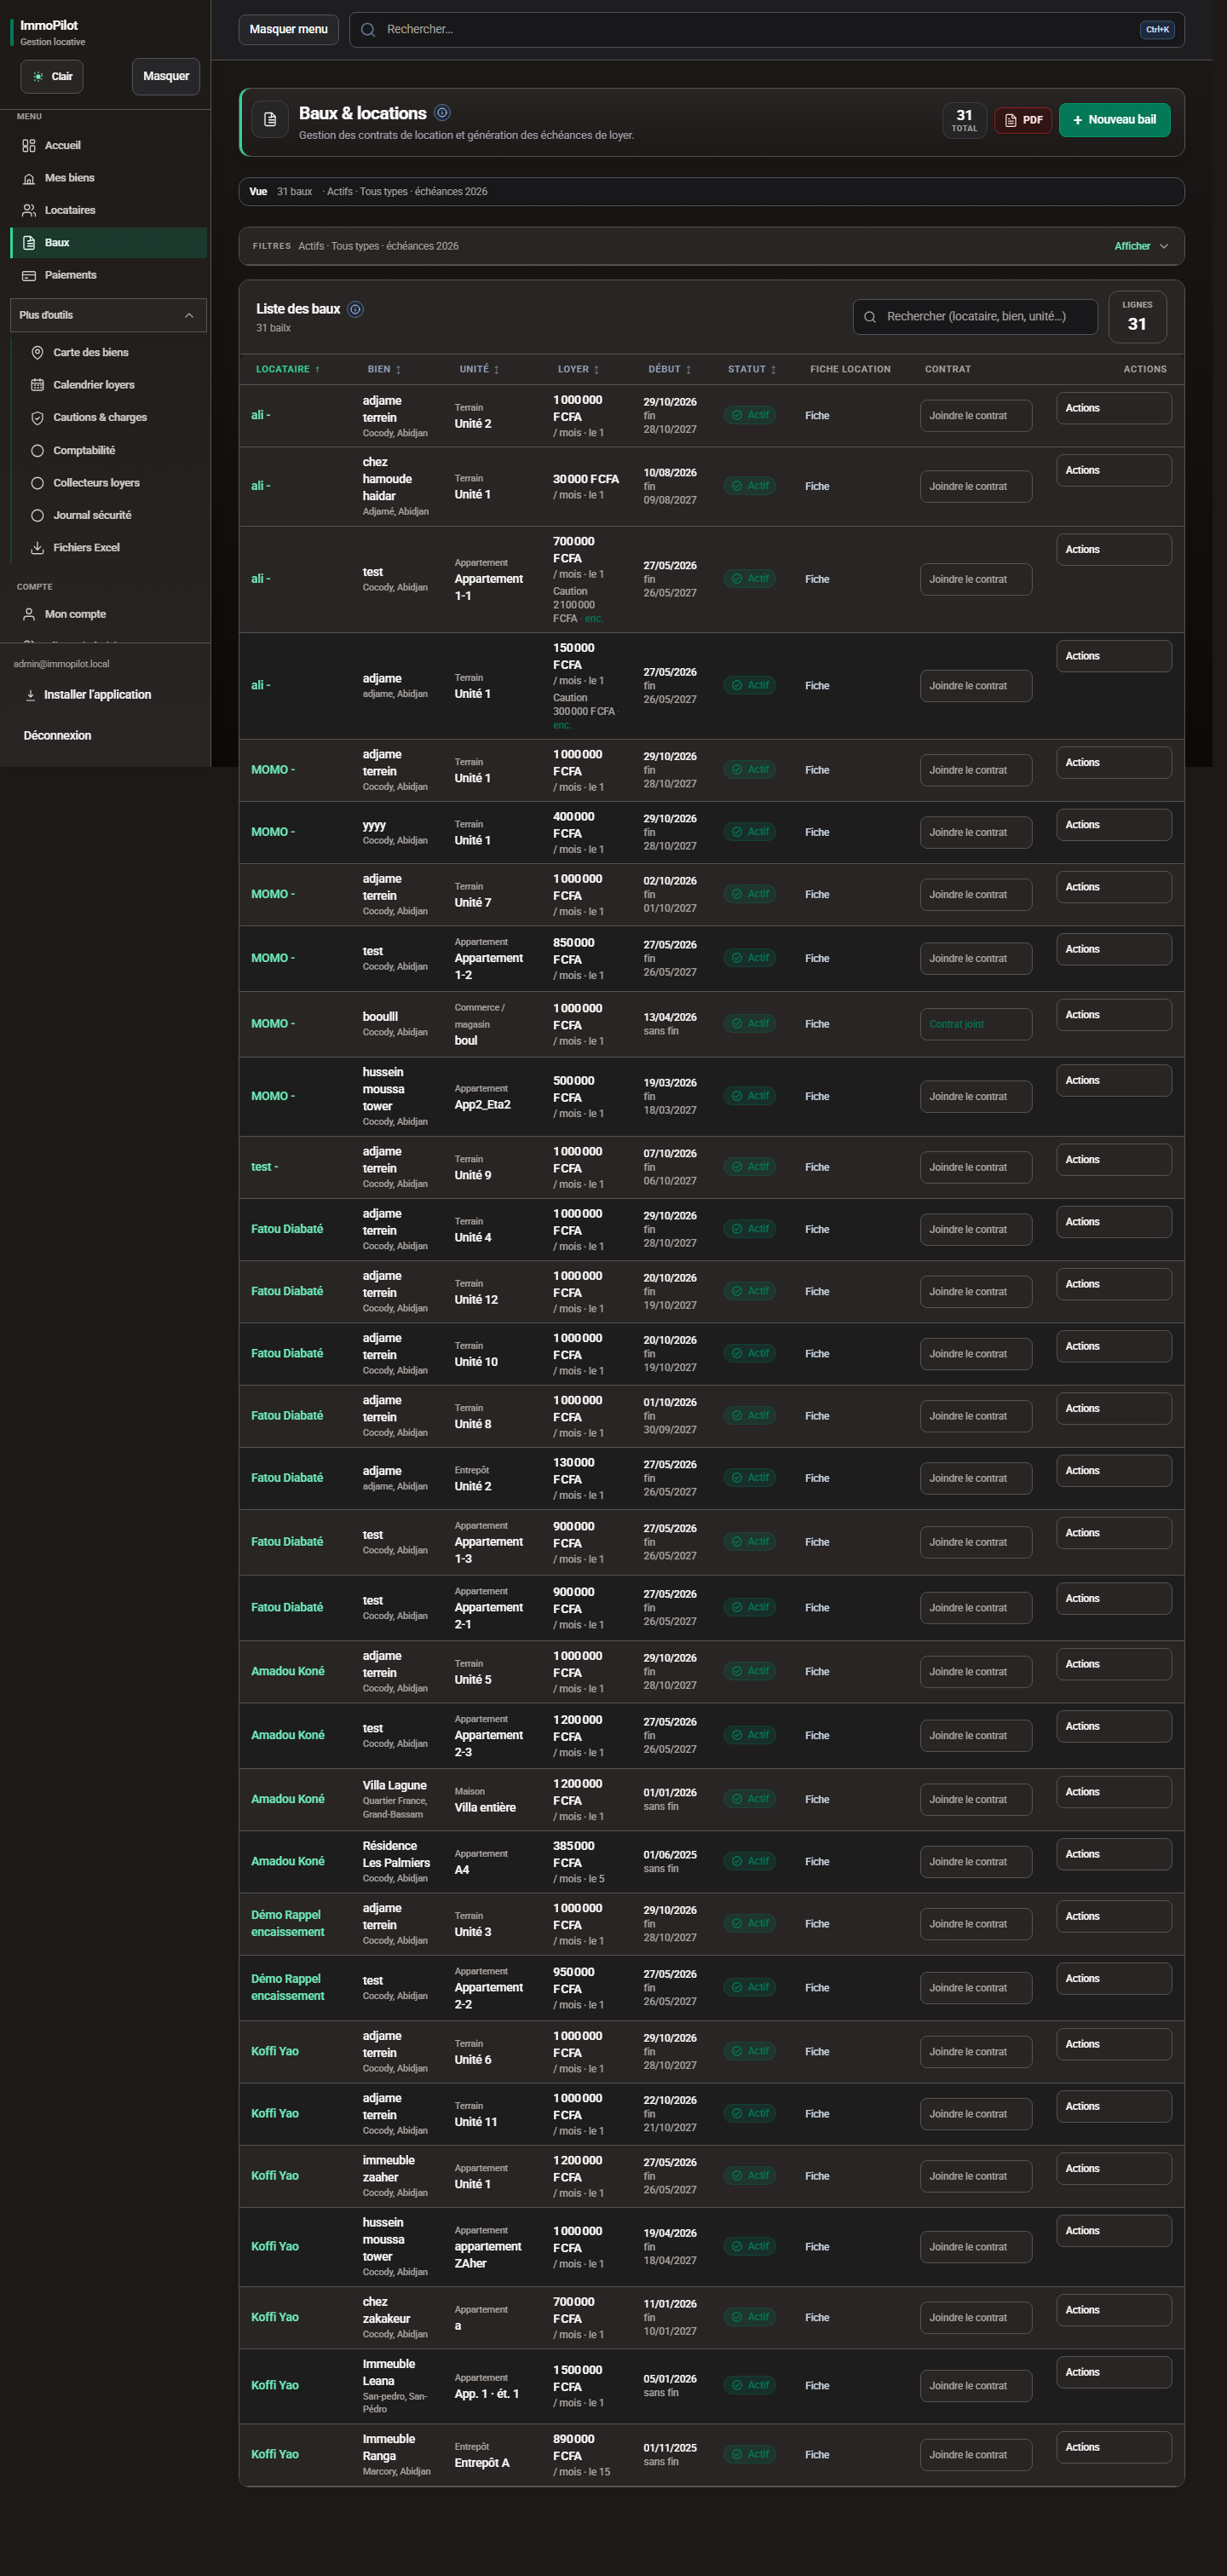 ImmoPilot
Gestion locative
Clair
Masquer
MENU
Accueil
Mes biens
Locataires
Baux
Paiements
Plus d'outils
Carte des biens
Calendrier loyers
Cautions & charges
Comptabilité
Collecteurs loyers
Journal sécurité
Fichiers Excel
COMPTE
Mon compte
admin@immopilot.local
Installer l'application
Déconnexion
Masquer menu
Rechercher...
Ctrl+K
Baux & locations
Gestion des contrats de location et génération des échéances de loyer.
31
TOTAL
PDF
+ Nouveau bail
Vue 31 baux · Actifs · Tous types · échéances 2026
FILTRES Actifs · Tous types · échéances 2026
Afficher
Liste des baux
31 bailx
Rechercher (locataire, bien, unité...)
LIGNES
31
LOCATAIRE ↑ BIEN ↕ UNITÉ ↕ LOYER ↕ DÉBUT ↕ STATUT ↕ FICHE LOCATION CONTRAT ACTIONS
ali - adjame terrein Cocody, Abidjan Terrain Unité 2 1 000 000 FCFA / mois · le 1 29/10/2026 fin 28/10/2027 Actif Fiche Joindre le contrat Actions
ali - chez hamoude haidar Adjamé, Abidjan Terrain Unité 1 30 000 FCFA / mois · le 1 10/08/2026 fin 09/08/2027 Actif Fiche Joindre le contrat Actions
ali - test Cocody, Abidjan Appartement Appartement 1-1 700 000 FCFA / mois · le 1 Caution 2 100 000 FCFA · enc. 27/05/2026 fin 26/05/2027 Actif Fiche Joindre le contrat Actions
ali - adjame adjame, Abidjan Terrain Unité 1 150 000 FCFA / mois · le 1 Caution 300 000 FCFA · enc. 27/05/2026 fin 26/05/2027 Actif Fiche Joindre le contrat Actions
MOMO - adjame terrein Cocody, Abidjan Terrain Unité 1 1 000 000 FCFA / mois · le 1 29/10/2026 fin 28/10/2027 Actif Fiche Joindre le contrat Actions
MOMO - yyyy Cocody, Abidjan Terrain Unité 1 400 000 FCFA / mois · le 1 29/10/2026 fin 28/10/2027 Actif Fiche Joindre le contrat Actions
MOMO - adjame terrein Cocody, Abidjan Terrain Unité 7 1 000 000 FCFA / mois · le 1 02/10/2026 fin 01/10/2027 Actif Fiche Joindre le contrat Actions
MOMO - test Cocody, Abidjan Appartement Appartement 1-2 850 000 FCFA / mois · le 1 27/05/2026 fin 26/05/2027 Actif Fiche Joindre le contrat Actions
MOMO - booulll Cocody, Abidjan Commerce / magasin boul 1 000 000 FCFA / mois · le 1 13/04/2026 sans fin Actif Fiche Contrat joint Actions
MOMO - hussein moussa tower Cocody, Abidjan Appartement App2_Eta2 500 000 FCFA / mois · le 1 19/03/2026 fin 18/03/2027 Actif Fiche Joindre le contrat Actions
test - adjame terrein Cocody, Abidjan Terrain Unité 9 1 000 000 FCFA / mois · le 1 07/10/2026 fin 06/10/2027 Actif Fiche Joindre le contrat Actions
Fatou Diabaté adjame terrein Cocody, Abidjan Terrain Unité 4 1 000 000 FCFA / mois · le 1 29/10/2026 fin 28/10/2027 Actif Fiche Joindre le contrat Actions
Fatou Diabaté adjame terrein Cocody, Abidjan Terrain Unité 12 1 000 000 FCFA / mois · le 1 20/10/2026 fin 19/10/2027 Actif Fiche Joindre le contrat Actions
Fatou Diabaté adjame terrein Cocody, Abidjan Terrain Unité 10 1 000 000 FCFA / mois · le 1 20/10/2026 fin 19/10/2027 Actif Fiche Joindre le contrat Actions
Fatou Diabaté adjame terrein Cocody, Abidjan Terrain Unité 8 1 000 000 FCFA / mois · le 1 01/10/2026 fin 30/09/2027 Actif Fiche Joindre le contrat Actions
Fatou Diabaté adjame adjame, Abidjan Entrepôt Unité 2 130 000 FCFA / mois · le 1 27/05/2026 fin 26/05/2027 Actif Fiche Joindre le contrat Actions
Fatou Diabaté test Cocody, Abidjan Appartement Appartement 1-3 900 000 FCFA / mois · le 1 27/05/2026 fin 26/05/2027 Actif Fiche Joindre le contrat Actions
Fatou Diabaté test Cocody, Abidjan Appartement Appartement 2-1 900 000 FCFA / mois · le 1 27/05/2026 fin 26/05/2027 Actif Fiche Joindre le contrat Actions
Amadou Koné adjame terrein Cocody, Abidjan Terrain Unité 5 1 000 000 FCFA / mois · le 1 29/10/2026 fin 28/10/2027 Actif Fiche Joindre le contrat Actions
Amadou Koné test Cocody, Abidjan Appartement Appartement 2-3 1 200 000 FCFA / mois · le 1 27/05/2026 fin 26/05/2027 Actif Fiche Joindre le contrat Actions
Amadou Koné Villa Lagune Quartier France, Grand-Bassam Maison Villa entière 1 200 000 FCFA / mois · le 1 01/01/2026 sans fin Actif Fiche Joindre le contrat Actions
Amadou Koné Résidence Les Palmiers Cocody, Abidjan Appartement A4 385 000 FCFA / mois · le 5 01/06/2025 sans fin Actif Fiche Joindre le contrat Actions
Démo Rappel encaissement adjame terrein Cocody, Abidjan Terrain Unité 3 1 000 000 FCFA / mois · le 1 29/10/2026 fin 28/10/2027 Actif Fiche Joindre le contrat Actions
Démo Rappel encaissement test Cocody, Abidjan Appartement Appartement 2-2 950 000 FCFA / mois · le 1 27/05/2026 fin 26/05/2027 Actif Fiche Joindre le contrat Actions
Koffi Yao adjame terrein Cocody, Abidjan Terrain Unité 6 1 000 000 FCFA / mois · le 1 29/10/2026 fin 28/10/2027 Actif Fiche Joindre le contrat Actions
Koffi Yao adjame terrein Cocody, Abidjan Terrain Unité 11 1 000 000 FCFA / mois · le 1 22/10/2026 fin 21/10/2027 Actif Fiche Joindre le contrat Actions
Koffi Yao immeuble zaaher Cocody, Abidjan Appartement Unité 1 1 200 000 FCFA / mois · le 1 27/05/2026 fin 26/05/2027 Actif Fiche Joindre le contrat Actions
Koffi Yao hussein moussa tower Cocody, Abidjan Appartement appartement ZAher 1 000 000 FCFA / mois · le 1 19/04/2026 fin 18/04/2027 Actif Fiche Joindre le contrat Actions
Koffi Yao chez zakakeur Cocody, Abidjan Appartement a 700 000 FCFA / mois · le 1 11/01/2026 fin 10/01/2027 Actif Fiche Joindre le contrat Actions
Koffi Yao Immeuble Leana San-pedro, San-Pédro Appartement App. 1 · ét. 1 1 500 000 FCFA / mois · le 1 05/01/2026 sans fin Actif Fiche Joindre le contrat Actions
Koffi Yao Immeuble Ranga Marcory, Abidjan Entrepôt Entrepôt A 890 000 FCFA / mois · le 15 01/11/2025 sans fin Actif Fiche Joindre le contrat Actions